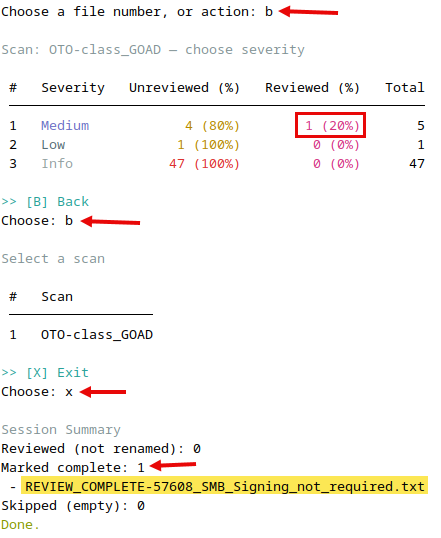 Choose a file number, or action: b
Scan: OTO-class_GOAD — choose severity
# Severity Unreviewed (%) Reviewed (%) Total
1 Medium 4 (80%) 1 (20%) 5
2 Low 1 (100%) 0 (0%) 1
3 Info 47 (100%) 0 (0%) 47
>> [B] Back
Choose: b
Select a scan
# Scan
1 OTO-class_GOAD
>> [X] Exit
Choose: x
Session Summary
Reviewed (not renamed): 0
Marked complete: 1
- REVIEW_COMPLETE-57608_SMB_Signing_not_required.txt
Skipped (empty): 0
Done.